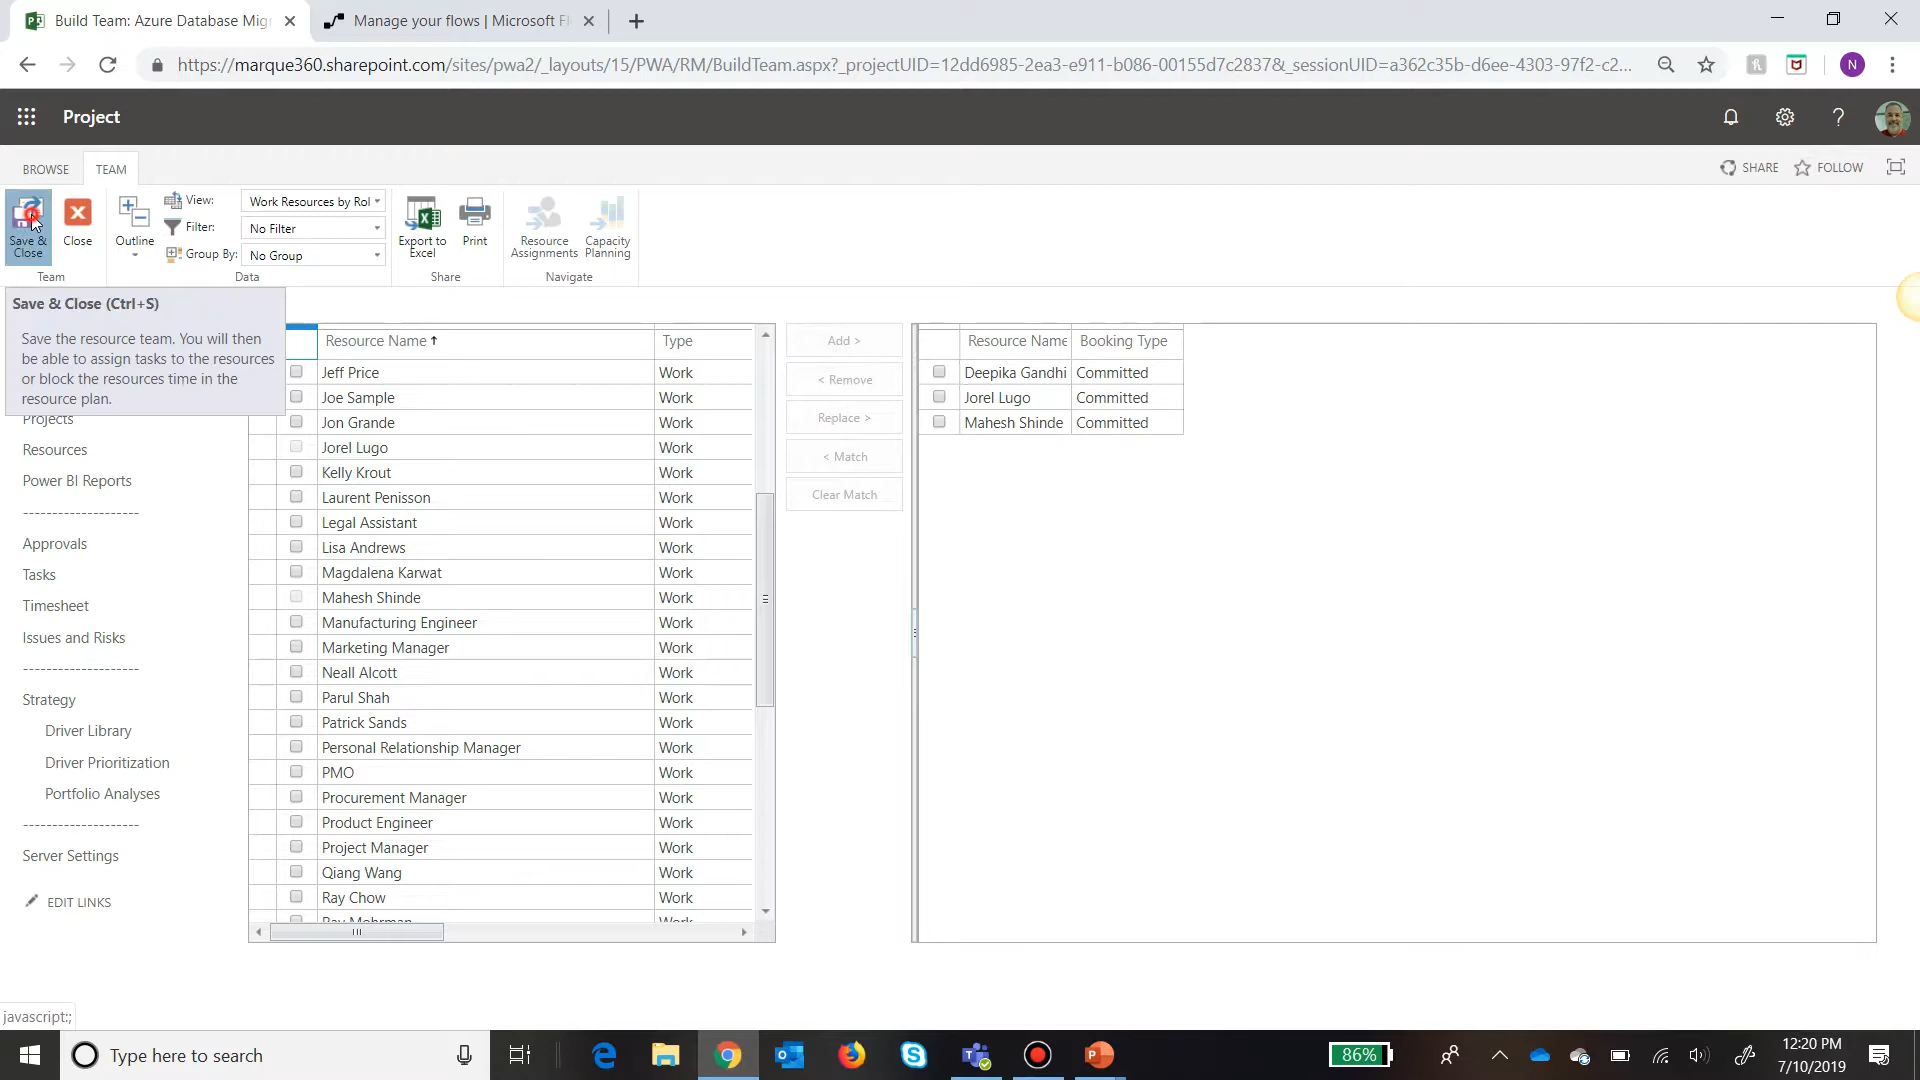 Build Team: Azure Database Mig
Manage your flows | Microsoft Fl
https://marque360.sharepoint.com/sites/pwa2/_layouts/15/PWA/RM/BuildTeam.aspx?_projectUID=12dd6985-2ea3-e911-b086-00155d7c2837&_sessionUID=a362c35b-d6ee-4303-97f2-c2...
N
Project
?
BROWSE
TEAM
SHARE
FOLLOW
Save & Close
Close
Outline
View:
Work Resources by Rol
Filter:
No Filter
Group By:
No Group
Export to Excel
Print
Resource Assignments
Capacity Planning
Team
Data
Share
Navigate
Save & Close (Ctrl+S)
Save the resource team. You will then
be able to assign tasks to the resources
or block the resources time in the
resource plan.
Projects
Resources
Power BI Reports
--------------------
Approvals
Tasks
Timesheet
Issues and Risks
--------------------
Strategy
Driver Library
Driver Prioritization
Portfolio Analyses
--------------------
Server Settings
EDIT LINKS
Resource Name ↑ Type
Jeff Price Work
Joe Sample Work
Jon Grande Work
Jorel Lugo Work
Kelly Krout Work
Laurent Penisson Work
Legal Assistant Work
Lisa Andrews Work
Magdalena Karwat Work
Mahesh Shinde Work
Manufacturing Engineer Work
Marketing Manager Work
Neall Alcott Work
Parul Shah Work
Patrick Sands Work
Personal Relationship Manager Work
PMO Work
Procurement Manager Work
Product Engineer Work
Project Manager Work
Qiang Wang Work
Ray Chow Work
Ray Mohrman Work
Add >
< Remove
Replace >
< Match
Clear Match
Resource Name Booking Type
Deepika Gandhi Committed
Jorel Lugo Committed
Mahesh Shinde Committed
javascript:;
Type here to search
86%
12:20 PM
7/10/2019